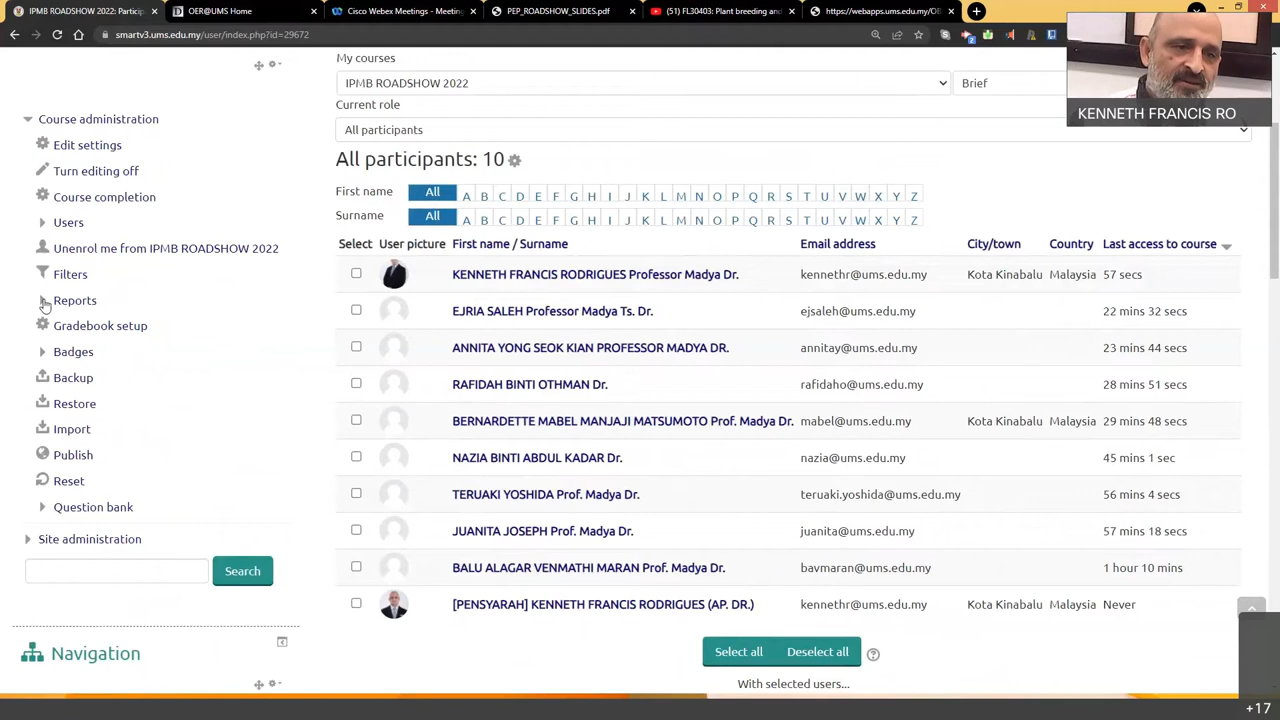 IPMB ROADSHOW 2022: Particip
OER@UMS Home
Cisco Webex Meetings - Meeting
PEP_ROADSHOW_SLIDES.pdf
(51) FL30403: Plant breeding and
https://webapps.ums.edu.my/OB
smartv3.ums.edu.my/user/index.php?id=29672
My courses
IPMB ROADSHOW 2022 Brief
Current role
All participants
KENNETH FRANCIS RO
Course administration
Edit settings
Turn editing off
Course completion
Users
Unenrol me from IPMB ROADSHOW 2022
Filters
Reports
Gradebook setup
Badges
Backup
Restore
Import
Publish
Reset
Question bank
Site administration
Search
Navigation
All participants: 10
First name All A B C D E F G H I J K L M N O P Q R S T U V W X Y Z
Surname All A B C D E F G H I J K L M N O P Q R S T U V W X Y Z
Select User picture First name / Surname Email address City/town Country Last access to course
KENNETH FRANCIS RODRIGUES Professor Madya Dr. kennethr@ums.edu.my Kota Kinabalu Malaysia 57 secs
EJRIA SALEH Professor Madya Ts. Dr. ejsaleh@ums.edu.my 22 mins 32 secs
ANNITA YONG SEOK KIAN PROFESSOR MADYA DR. annitay@ums.edu.my 23 mins 44 secs
RAFIDAH BINTI OTHMAN Dr. rafidaho@ums.edu.my 28 mins 51 secs
BERNARDETTE MABEL MANJAJI MATSUMOTO Prof. Madya Dr. mabel@ums.edu.my Kota Kinabalu Malaysia 29 mins 48 secs
NAZIA BINTI ABDUL KADAR Dr. nazia@ums.edu.my 45 mins 1 sec
TERUAKI YOSHIDA Prof. Madya Dr. teruaki.yoshida@ums.edu.my 56 mins 4 secs
JUANITA JOSEPH Prof. Madya Dr. juanita@ums.edu.my 57 mins 18 secs
BALU ALAGAR VENMATHI MARAN Prof. Madya Dr. bavmaran@ums.edu.my 1 hour 10 mins
[PENSYARAH] KENNETH FRANCIS RODRIGUES (AP. DR.) kennethr@ums.edu.my Kota Kinabalu Malaysia Never
Select all Deselect all
With selected users...
+17